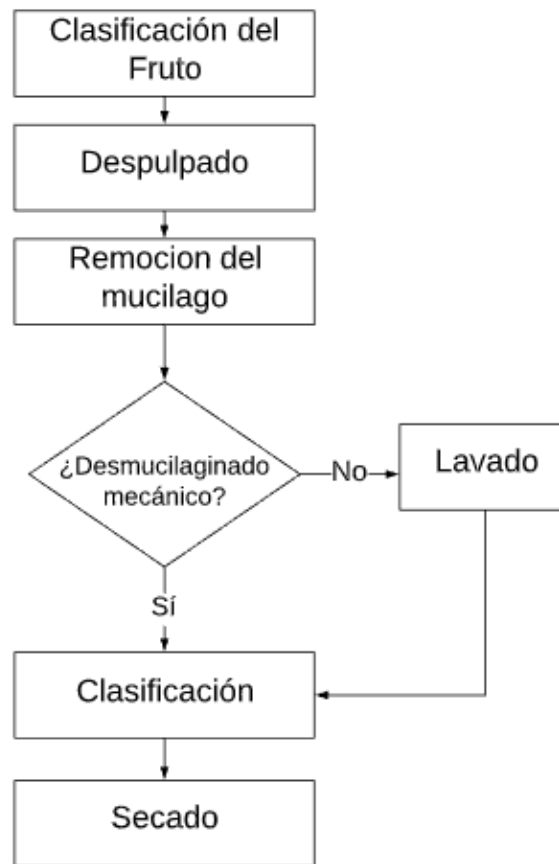 Clasificación del
Fruto
Despulpado
Remocion del
mucilago
¿Desmucilaginado
mecánico?
No
Lavado
Sí
Clasificación
Secado